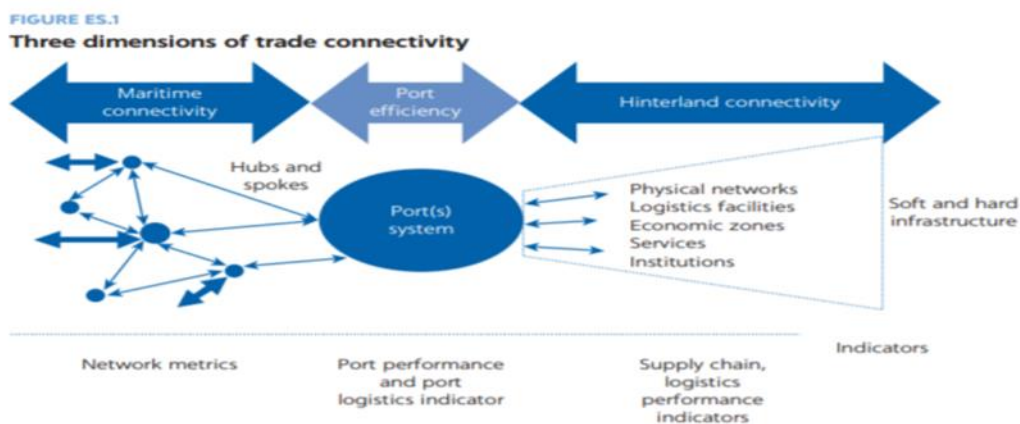 FIGURE ES.1
Three dimensions of trade connectivity
Maritime
connectivity
Port
efficiency
Hinterland connectivity
Hubs and
spokes
Port(s)
system
Physical networks
Logistics facilities
Economic zones
Services
Institutions
Soft and hard
infrastructure
Network metrics
Port performance
and port
logistics indicator
Supply chain,
logistics
performance
indicators
Indicators